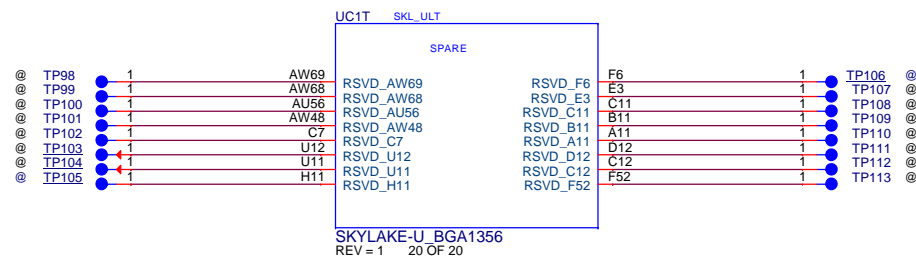 UC1T SKL_ULT
SPARE
@ TP98 1 AW69 RSVD_AW69 RSVD_F6 F6 1 TP106 @
@ TP99 1 AW68 RSVD_AW68 RSVD_E3 E3 1 TP107 @
@ TP100 1 AU56 RSVD_AU56 RSVD_C11 C11 1 TP108 @
@ TP101 1 AW48 RSVD_AW48 RSVD_B11 B11 1 TP109 @
@ TP102 1 C7 RSVD_C7 RSVD_A11 A11 1 TP110 @
@ TP103 1 U12 RSVD_U12 RSVD_D12 D12 1 TP111 @
@ TP104 1 U11 RSVD_U11 RSVD_C12 C12 1 TP112 @
@ TP105 1 H11 RSVD_H11 RSVD_F52 F52 1 TP113 @
SKYLAKE-U_BGA1356
REV = 1 20 OF 20